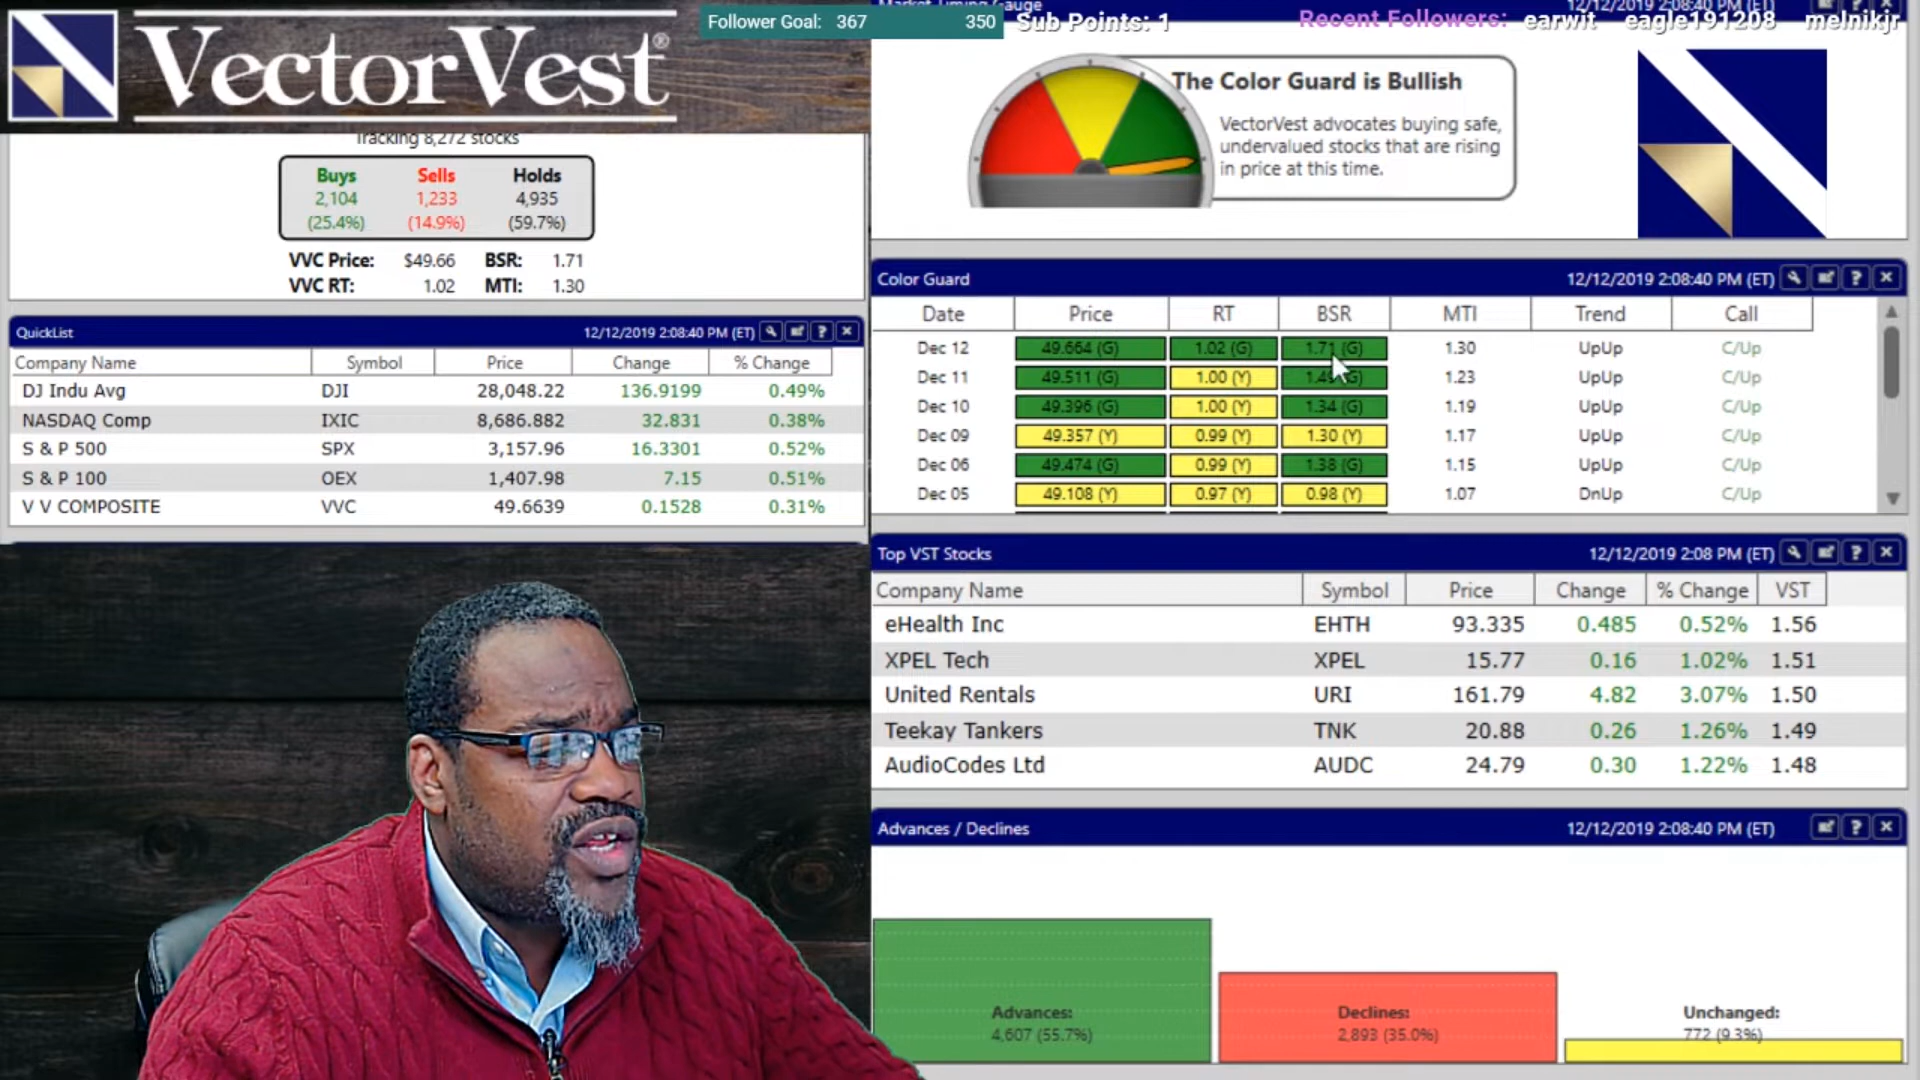 Market Timing Gauge
12/12/2019 2:08:40 PM (ET)
Follower Goal: 367 350
Sub Points: 1
Recent Followers: earwit eagle191208 melnikjr
VectorVest®
Tracking 8,272 stocks
Buys Sells Holds
2,104 1,233 4,935
(25.4%) (14.9%) (59.7%)
VVC Price: $49.66 BSR: 1.71
VVC RT: 1.02 MTI: 1.30
The Color Guard is Bullish
VectorVest advocates buying safe,
undervalued stocks that are rising
in price at this time.
QuickList 12/12/2019 2:08:40 PM (ET) ?
Company Name Symbol Price Change % Change
DJ Indu Avg DJI 28,048.22 136.9199 0.49%
NASDAQ Comp IXIC 8,686.882 32.831 0.38%
S & P 500 SPX 3,157.96 16.3301 0.52%
S & P 100 OEX 1,407.98 7.15 0.51%
V V COMPOSITE VVC 49.6639 0.1528 0.31%
Color Guard 12/12/2019 2:08:40 PM (ET) ?
Date Price RT BSR MTI Trend Call
Dec 12 49.664 (G) 1.02 (G) 1.71 (G) 1.30 UpUp C/Up
Dec 11 49.511 (G) 1.00 (Y) 1.49 (G) 1.23 UpUp C/Up
Dec 10 49.396 (G) 1.00 (Y) 1.34 (G) 1.19 UpUp C/Up
Dec 09 49.357 (Y) 0.99 (Y) 1.30 (Y) 1.17 UpUp C/Up
Dec 06 49.474 (G) 0.99 (Y) 1.38 (G) 1.15 UpUp C/Up
Dec 05 49.108 (Y) 0.97 (Y) 0.98 (Y) 1.07 DnUp C/Up
Top VST Stocks 12/12/2019 2:08 PM (ET) ?
Company Name Symbol Price Change % Change VST
eHealth Inc EHTH 93.335 0.485 0.52% 1.56
XPEL Tech XPEL 15.77 0.16 1.02% 1.51
United Rentals URI 161.79 4.82 3.07% 1.50
Teekay Tankers TNK 20.88 0.26 1.26% 1.49
AudioCodes Ltd AUDC 24.79 0.30 1.22% 1.48
Advances / Declines 12/12/2019 2:08:40 PM (ET) ?
Advances: Declines: Unchanged:
4,607 (55.7%) 2,893 (35.0%) 772 (9.3%)